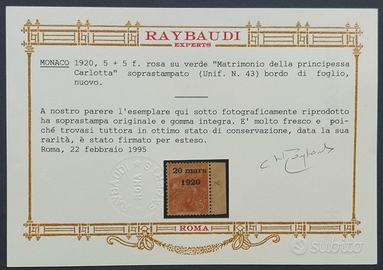 RAYBAUDI
EXPERTS
MONACO 1920, 5 + 5 f. rosa su verde "Matrimonio della principessa
Carlotta" soprastampato (Unif. N. 43) bordo di foglio,
nuovo.
A nostro parere l'esemplare qui sotto fotograficamente riprodotto
ha soprastampa originale e gomma integra. E' molto fresco e poi-
chè trovasi tuttora in ottimo stato di conservazione, data la sua
rarità, è stato firmato per esteso.
Roma, 22 febbraio 1995
20 mars
1920
ROMA
subito